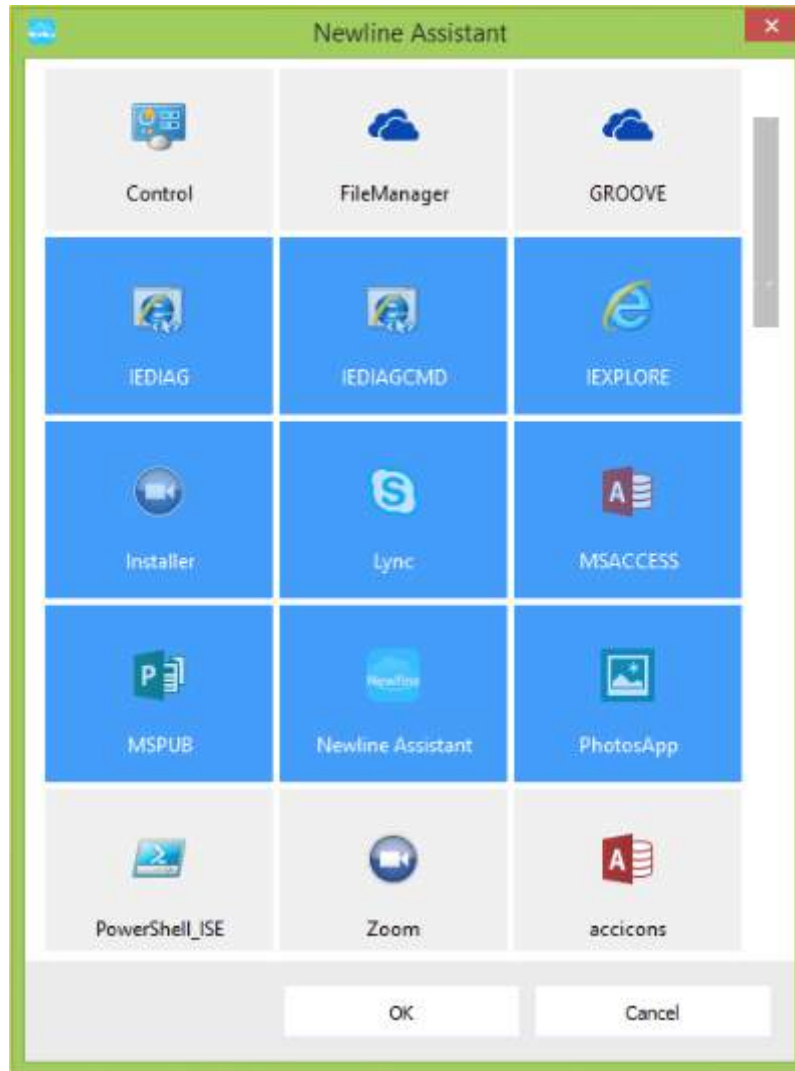 Newline Assistant
Control
FileManager
GROOVE
IEDIAG
IEDIAGCMD
IEXPLORE
Installer
Lync
MSACCESS
MSPUB
Newline Assistant
PhotosApp
PowerShell_ISE
Zoom
accicons
OK
Cancel